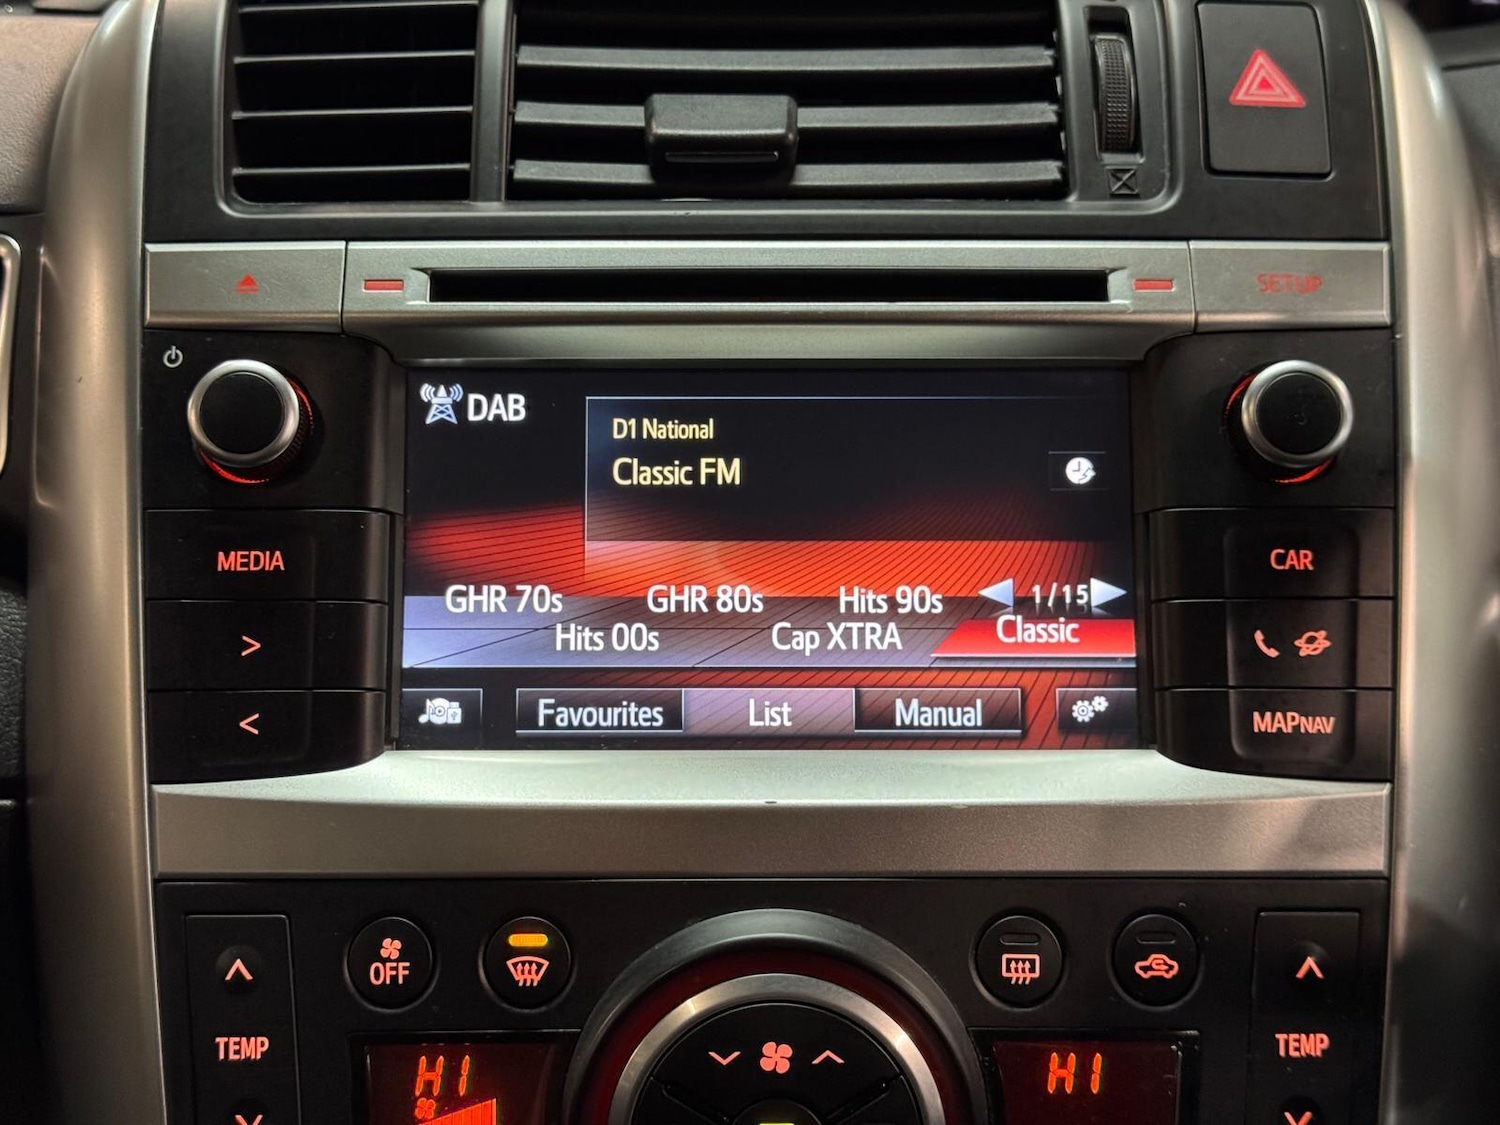 SETUP
DAB
D1 National
Classic FM
MEDIA
CAR
GHR 70s GHR 80s Hits 90s 1/15
Hits 00s Cap XTRA Classic
Favourites List Manual
MAPNAV
OFF
TEMP
TEMP
HI
HI